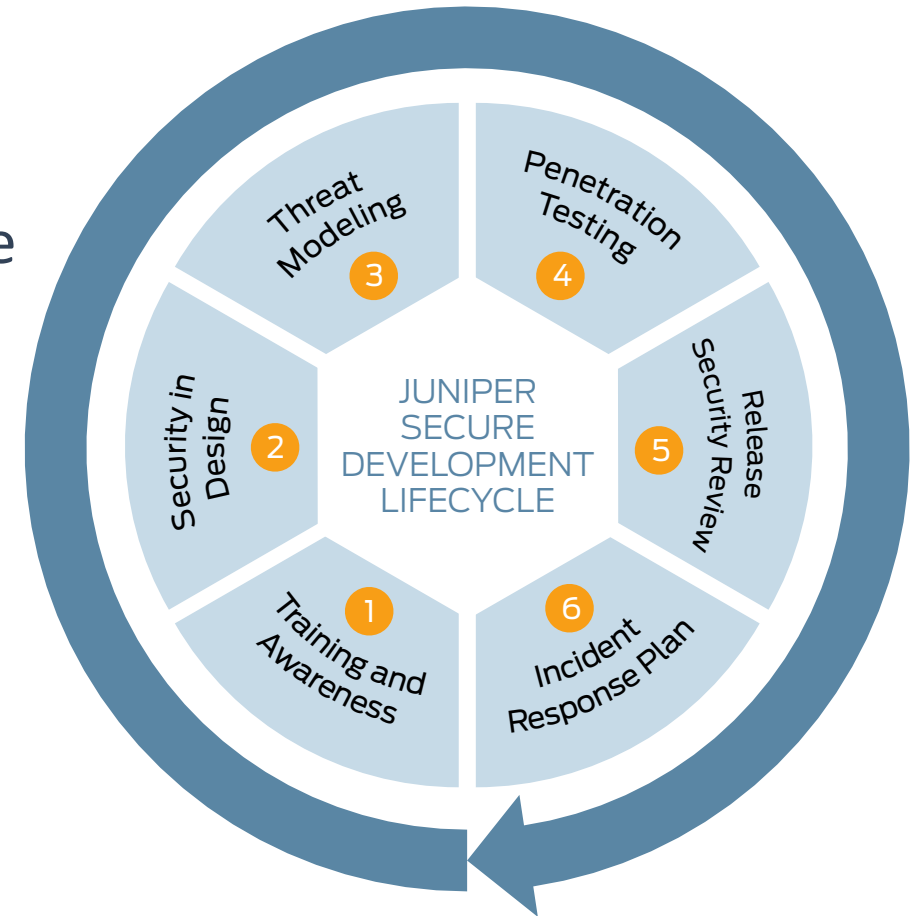 e
JUNIPER
SECURE
DEVELOPMENT
LIFECYCLE
1
Training and
Awareness
2
Security in
Design
3
Threat
Modeling
4
Penetration
Testing
5
Release
Security Review
6
Incident
Response Plan